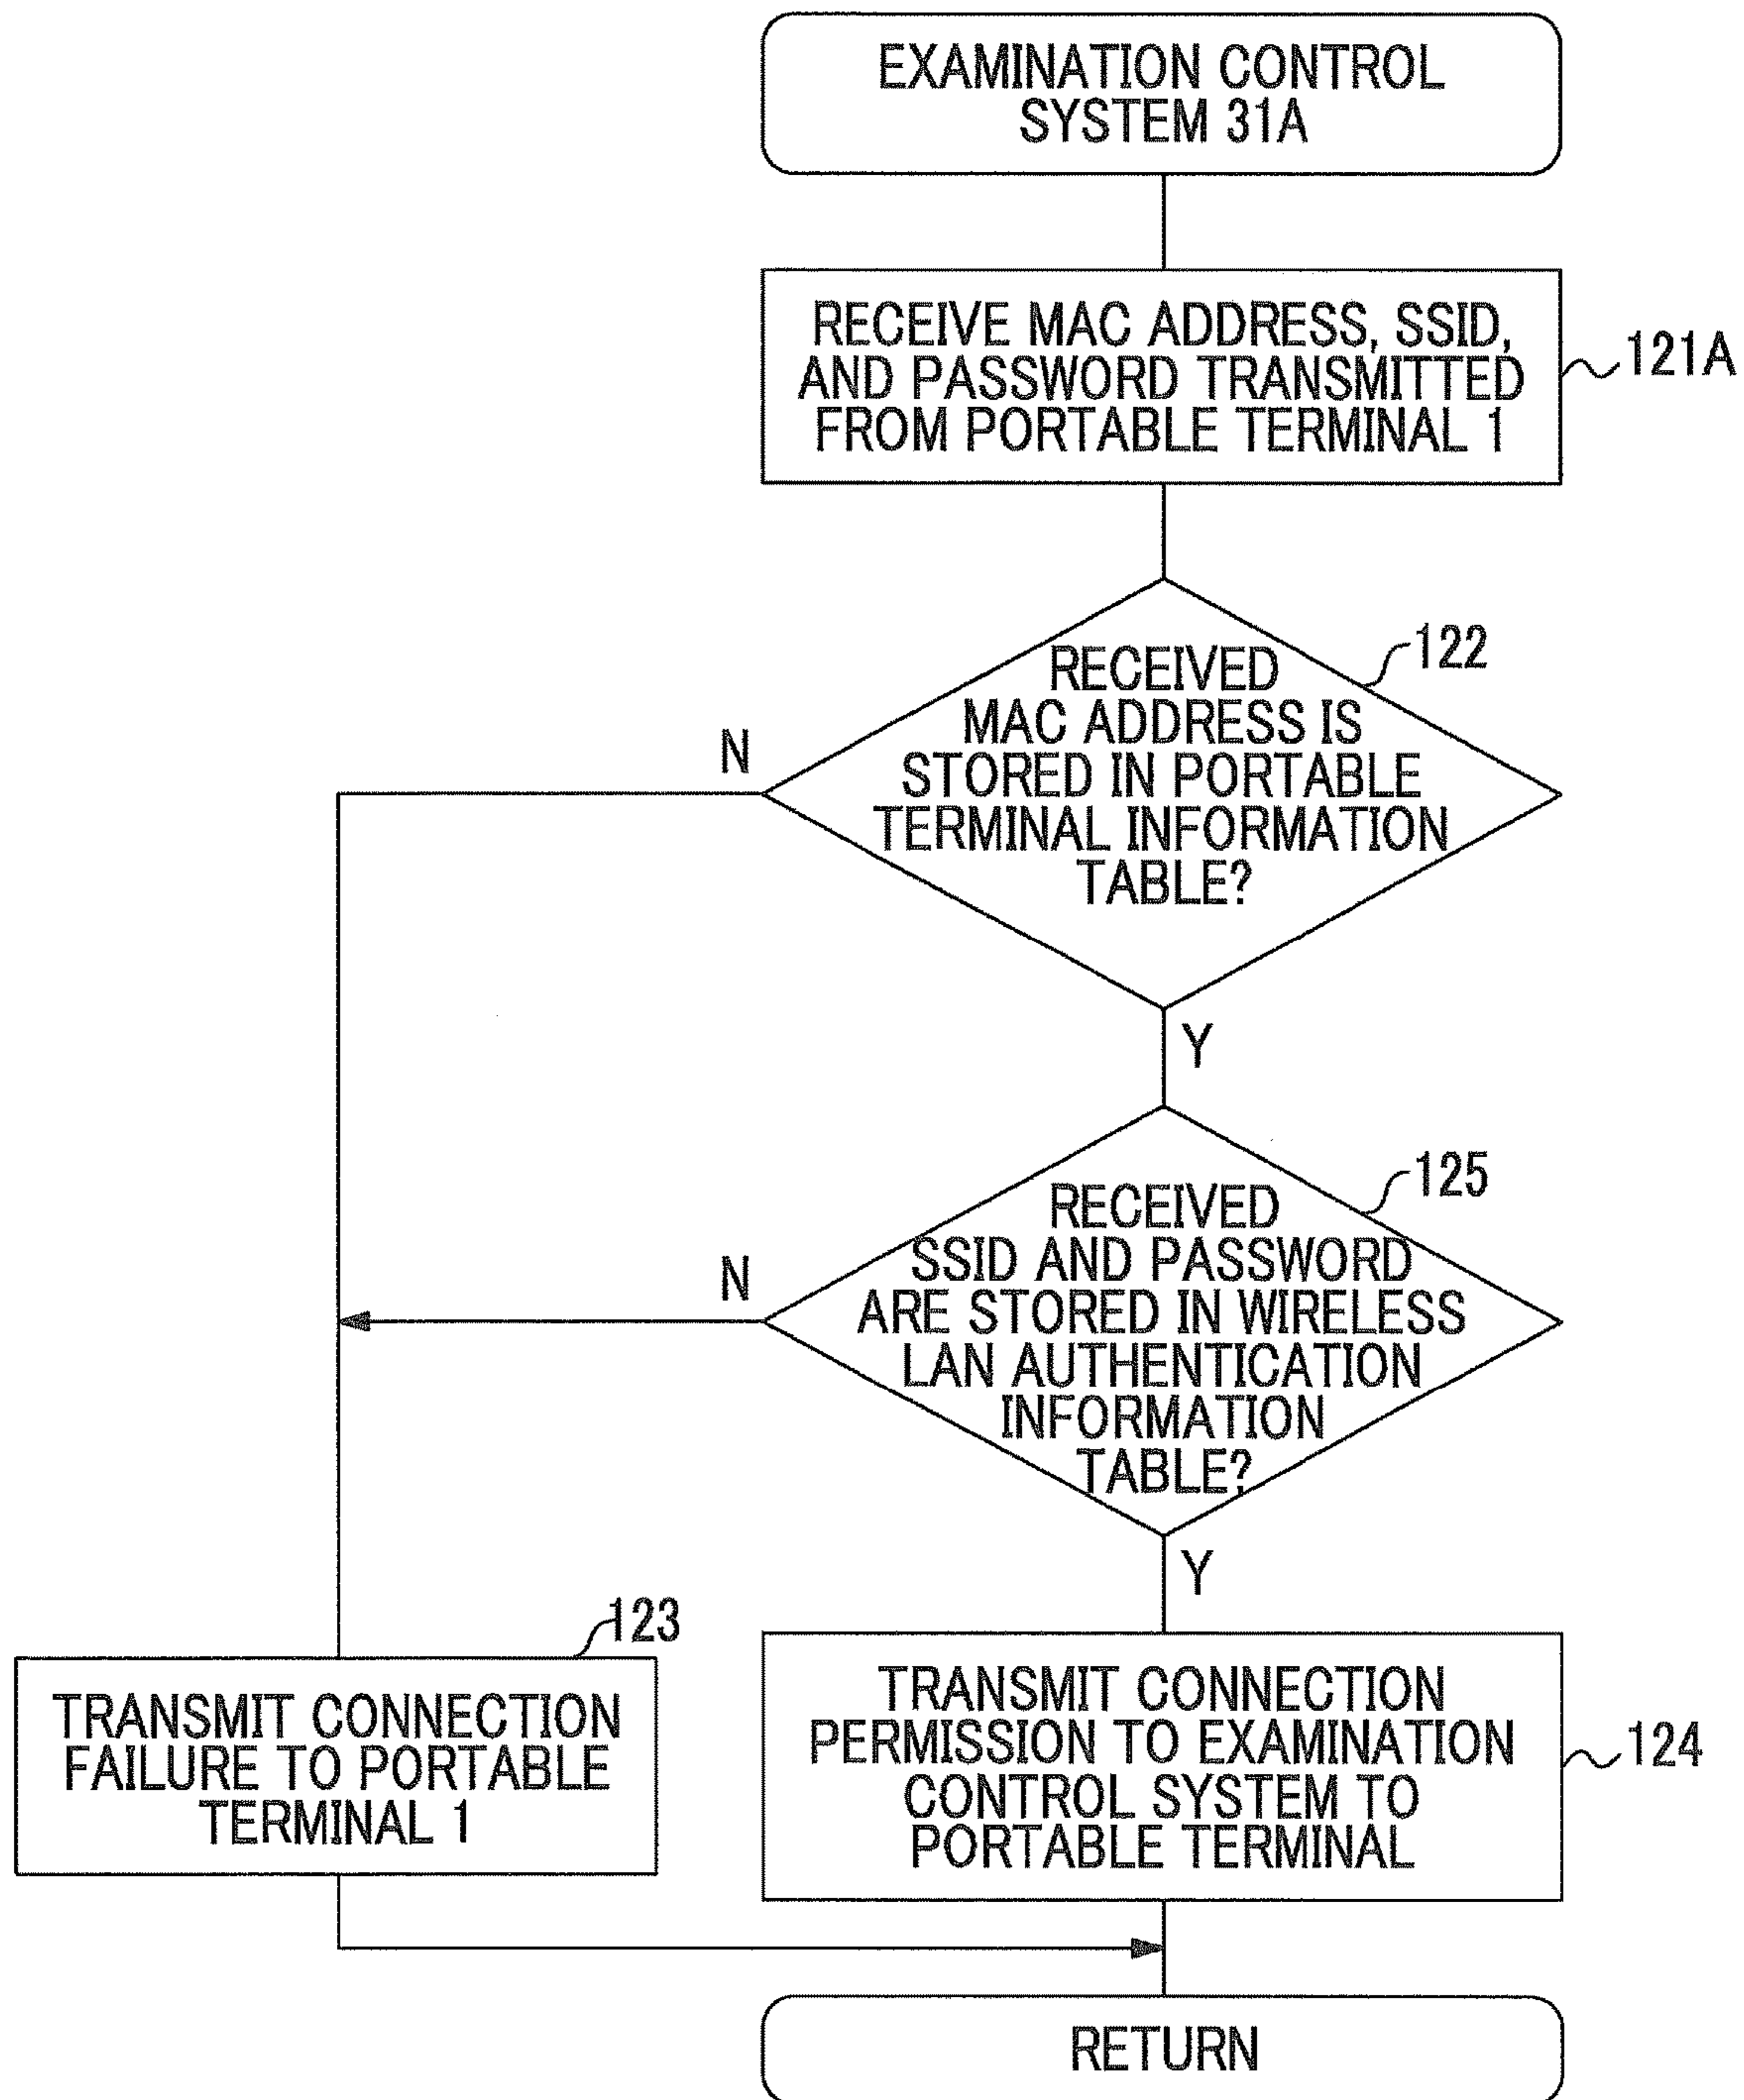 EXAMINATION CONTROL
SYSTEM 31A
RECEIVE MAC ADDRESS, SSID,
AND PASSWORD TRANSMITTED
FROM PORTABLE TERMINAL 1
121A
RECEIVED
MAC ADDRESS IS
STORED IN PORTABLE
TERMINAL INFORMATION
TABLE?
122
N
Y
RECEIVED
SSID AND PASSWORD
ARE STORED IN WIRELESS
LAN AUTHENTICATION
INFORMATION
TABLE?
125
N
Y
123
TRANSMIT CONNECTION
FAILURE TO PORTABLE
TERMINAL 1
TRANSMIT CONNECTION
PERMISSION TO EXAMINATION
CONTROL SYSTEM TO
PORTABLE TERMINAL
124
RETURN